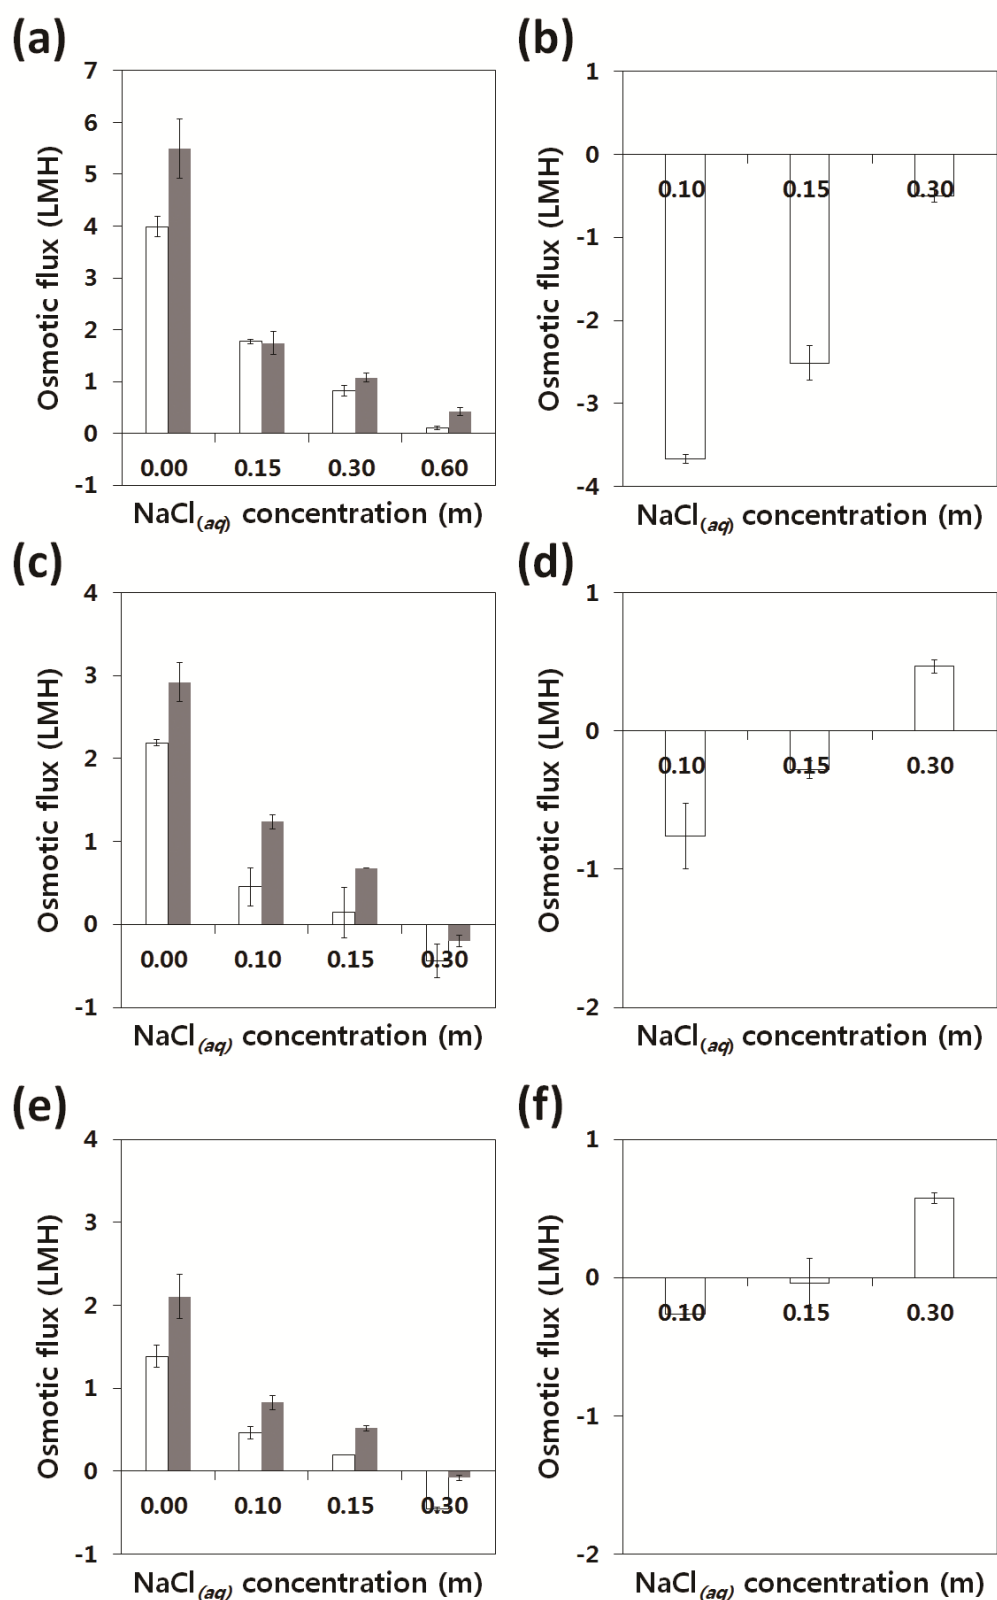 (a)
Osmotic flux (LMH)
7
6
5
4
3
2
1
0
-1
0.00 0.15 0.30 0.60
NaCl(aq) concentration (m)
(b)
Osmotic flux (LMH)
1
0
-1
-2
-3
-4
0.10 0.15 0.30
NaCl(aq) concentration (m)
(c)
Osmotic flux (LMH)
4
3
2
1
0
-1
0.00 0.10 0.15 0.30
NaCl(aq) concentration (m)
(d)
Osmotic flux (LMH)
1
0
-1
-2
0.10 0.15 0.30
NaCl(aq) concentration (m)
(e)
Osmotic flux (LMH)
4
3
2
1
0
-1
0.00 0.10 0.15 0.30
NaCl(aq) concentration (m)
(f)
Osmotic flux (LMH)
1
0
-1
-2
0.10 0.15 0.30
NaCl(aq) concentration (m)